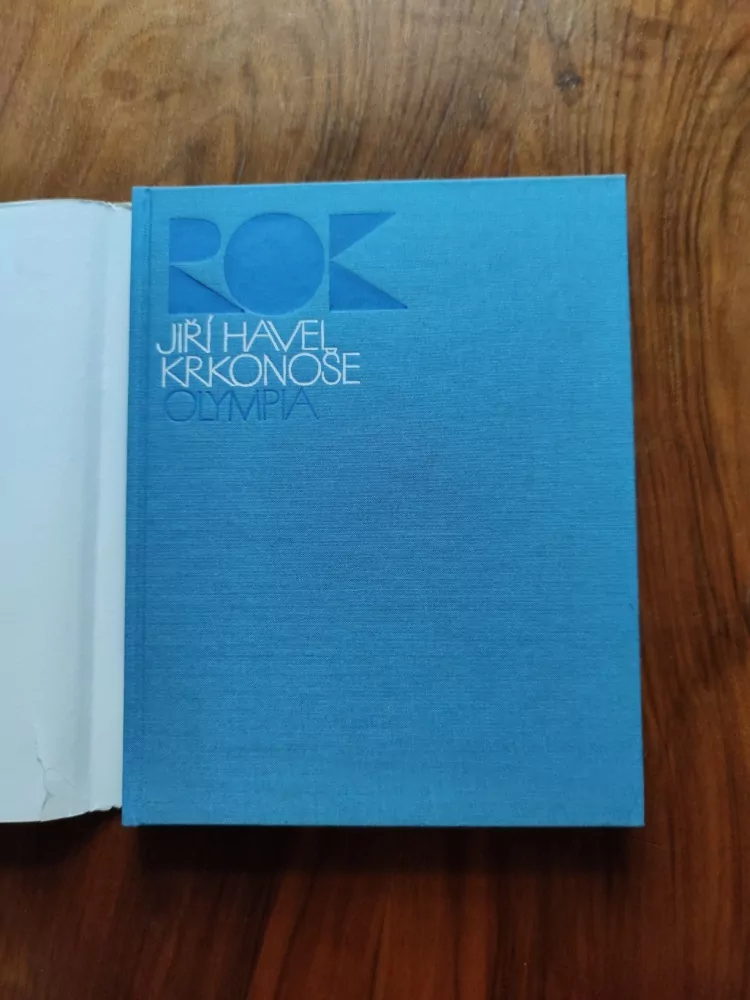 ROK
JIŘÍ HAVEL
KRKONOŠE
OLYMPIA